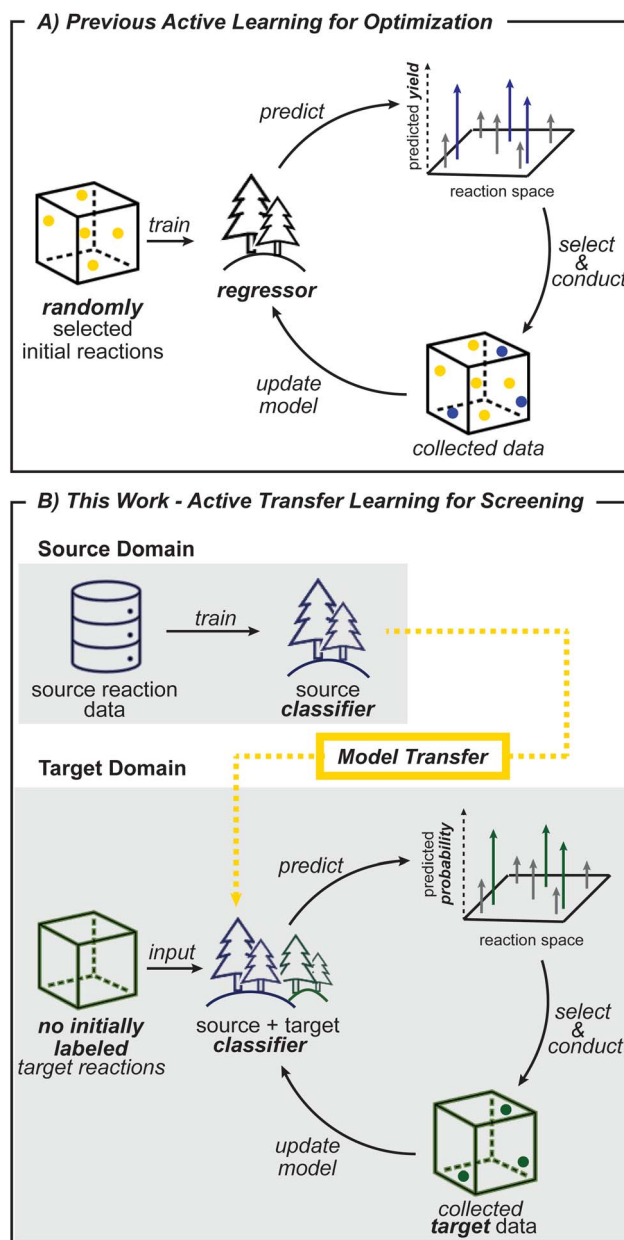 A) Previous Active Learning for Optimization
predict
predicted yield
reaction space
train
randomly
selected
initial reactions
regressor
select
&
conduct
update
model
collected data
B) This Work - Active Transfer Learning for Screening
Source Domain
train
source reaction
data
source
classifier
Model Transfer
Target Domain
predict
predicted
probability
reaction space
input
no initially
labeled
target reactions
source + target
classifier
select
&
conduct
update
model
collected
target data